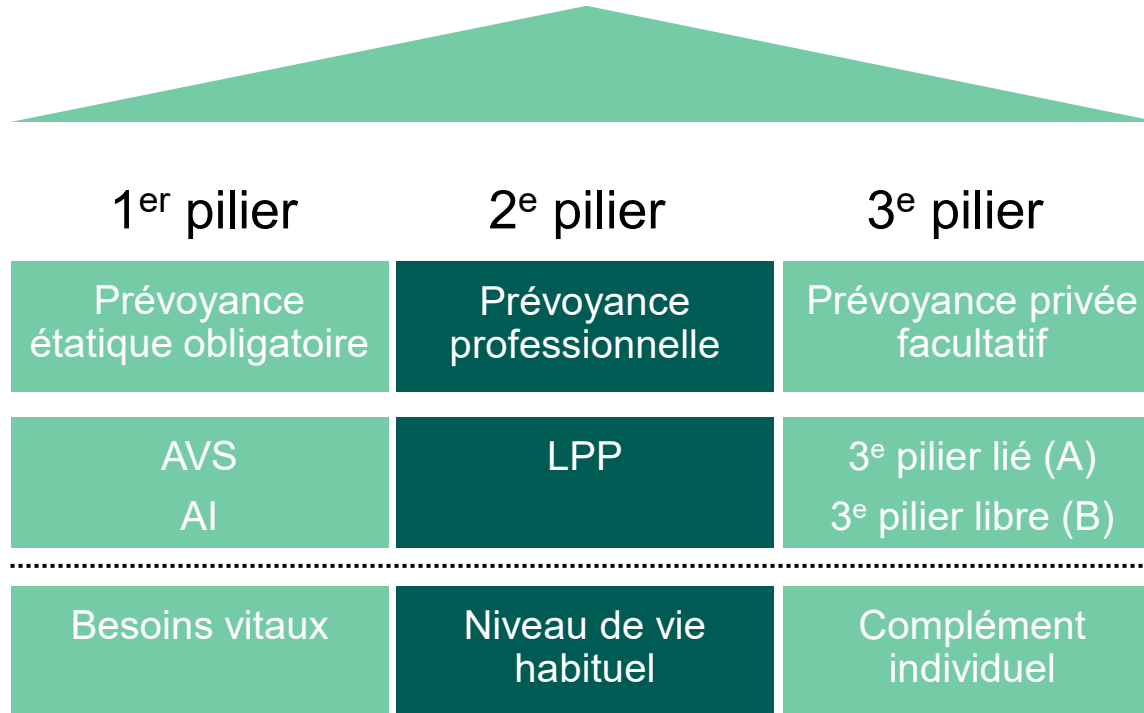 1er pilier
2e pilier
3e pilier
Prévoyance
étatique obligatoire
Prévoyance
professionnelle
Prévoyance privée
facultatif
AVS
AI
LPP
3e pilier lié (A)
3e pilier libre (B)
Besoins vitaux
Niveau de vie
habituel
Complément
individuel